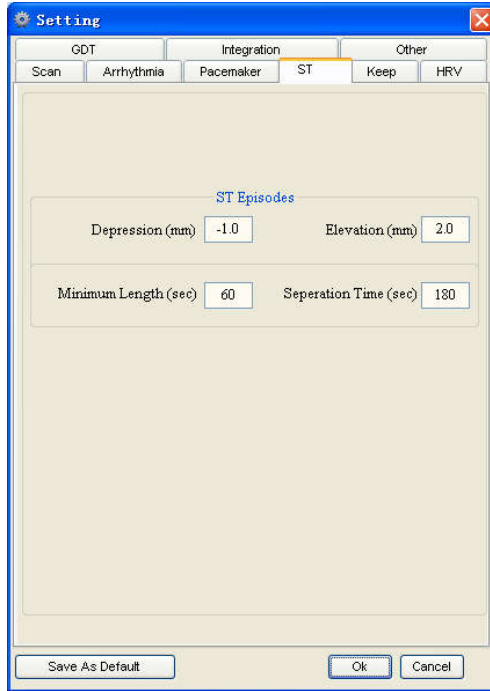 Setting
GDT Integration Other
Scan Arrhythmia Pacemaker ST Keep HRV
ST Episodes
Depression (mm) -1.0 Elevation (mm) 2.0
Minimum Length (sec) 60 Seperation Time (sec) 180
Save As Default Ok Cancel